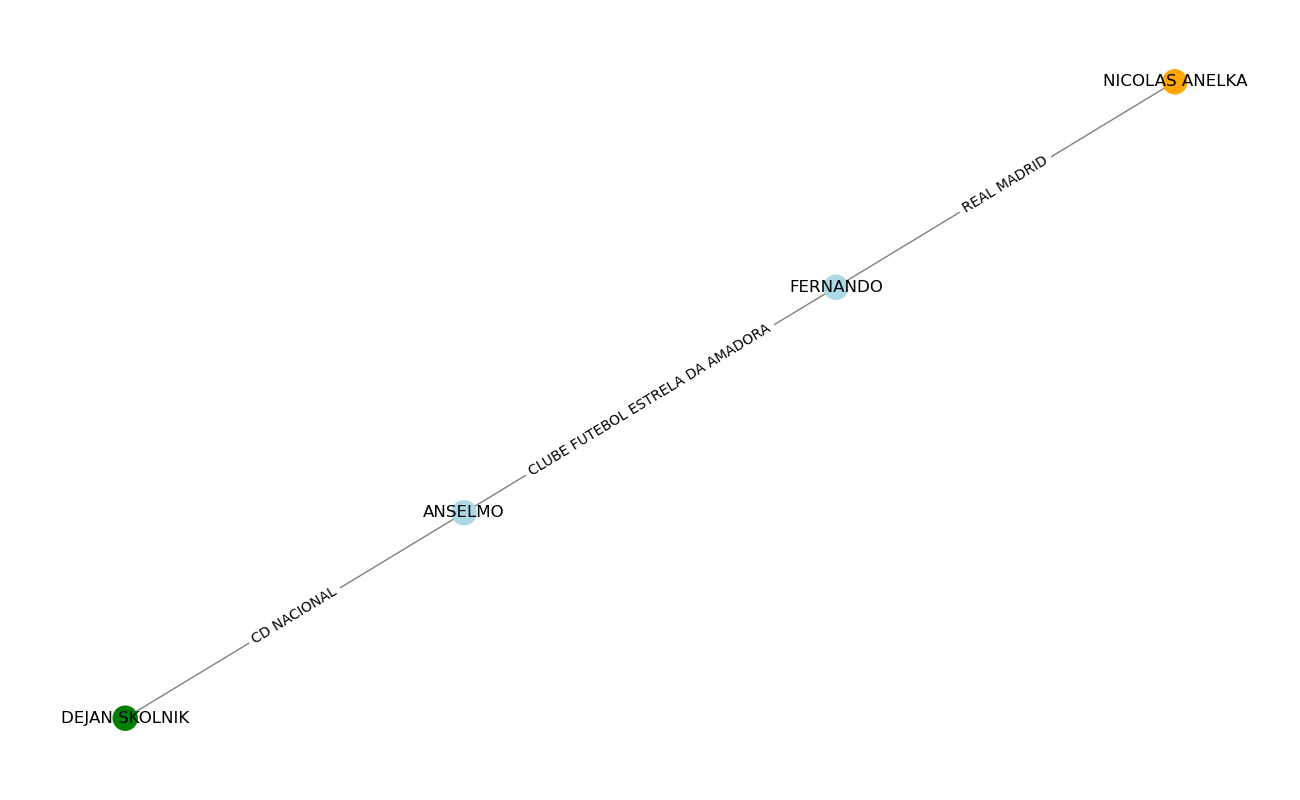 NICOLAS ANELKA
REAL MADRID
FERNANDO
CLUBE FUTEBOL ESTRELA DA AMADORA
ANSELMO
CD NACIONAL
DEJAN SKOLNIK